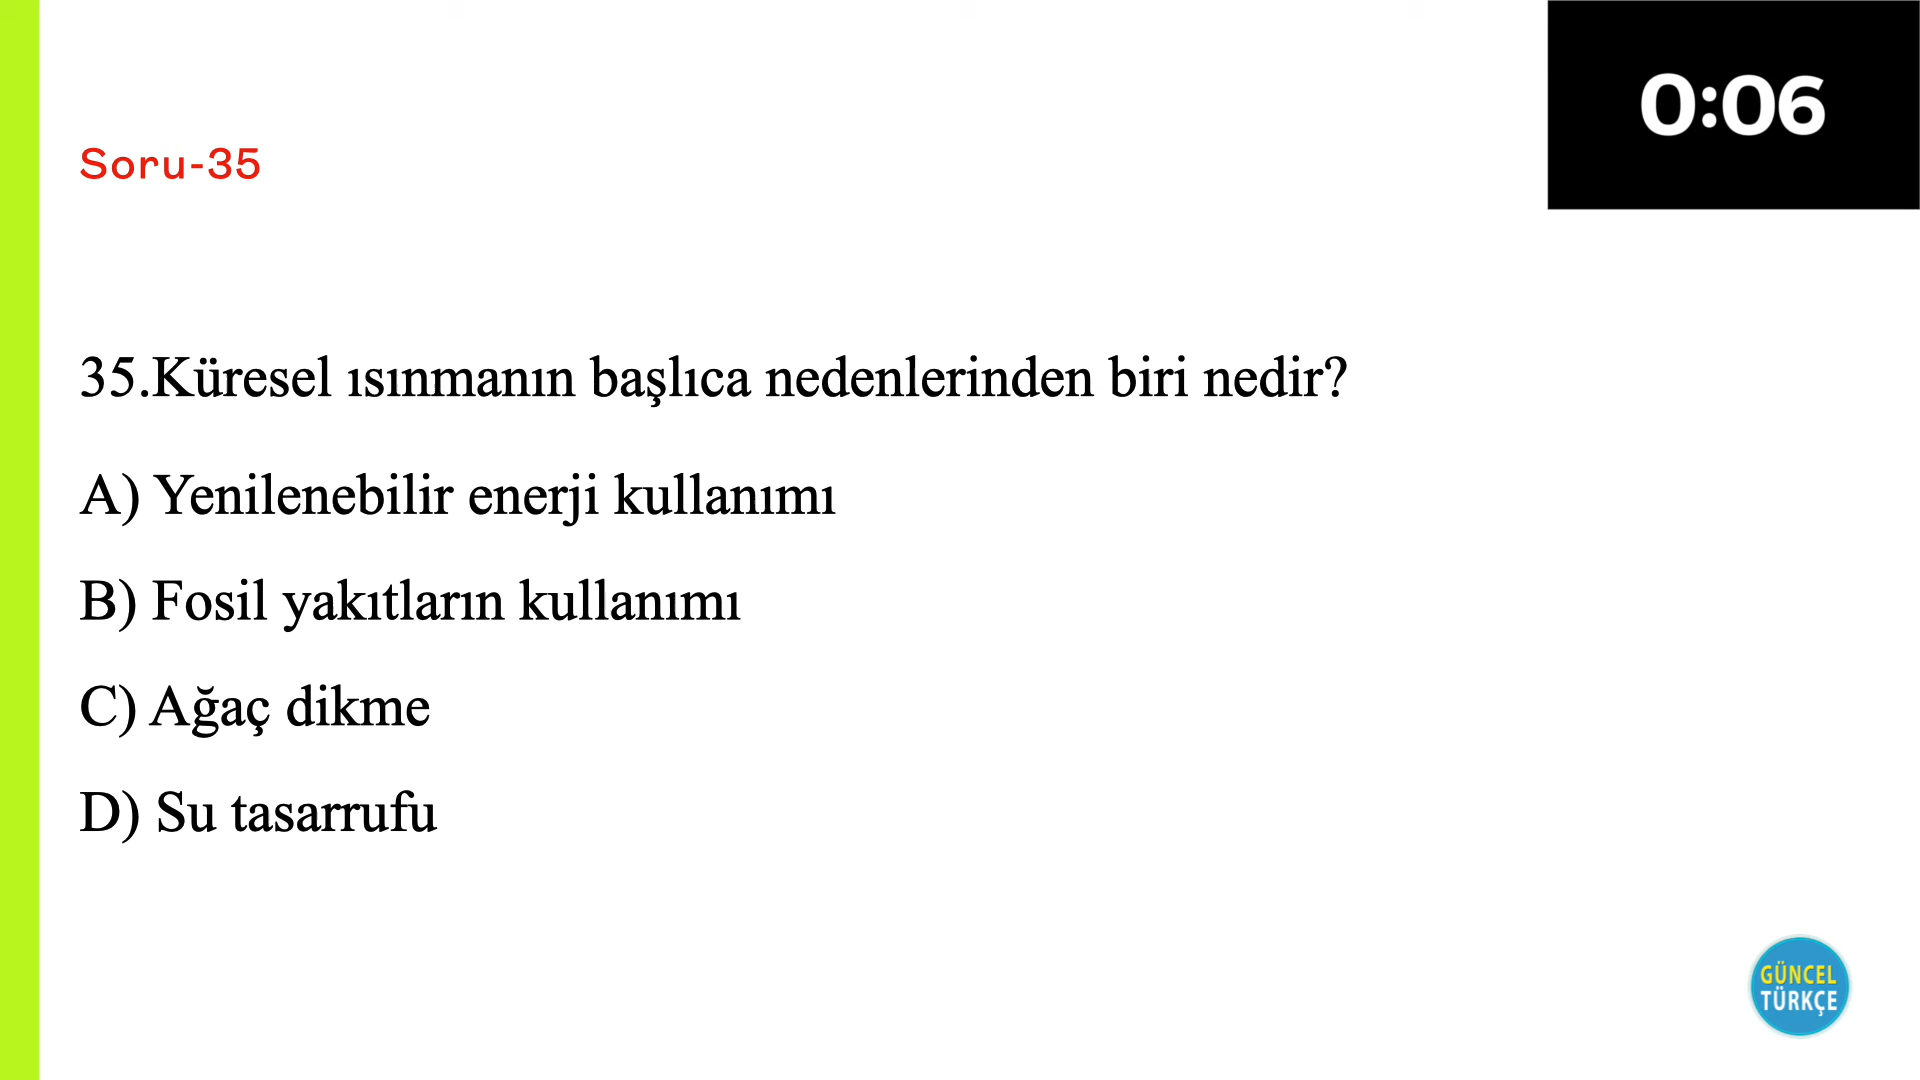 0:06
Soru-35
35.Küresel ısınmanın başlıca nedenlerinden biri nedir?
A) Yenilenebilir enerji kullanımı
B) Fosil yakıtların kullanımı
C) Ağaç dikme
D) Su tasarrufu
GÜNCEL
TÜRKÇE